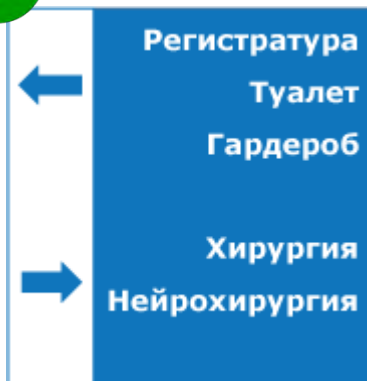 Регистратура
Туалет
Гардероб
Хирургия
Нейрохирургия